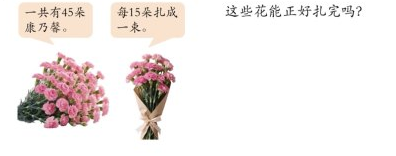 一共有45朵
康乃馨。
每15朵扎成
一束。
这些花能正好扎完吗？